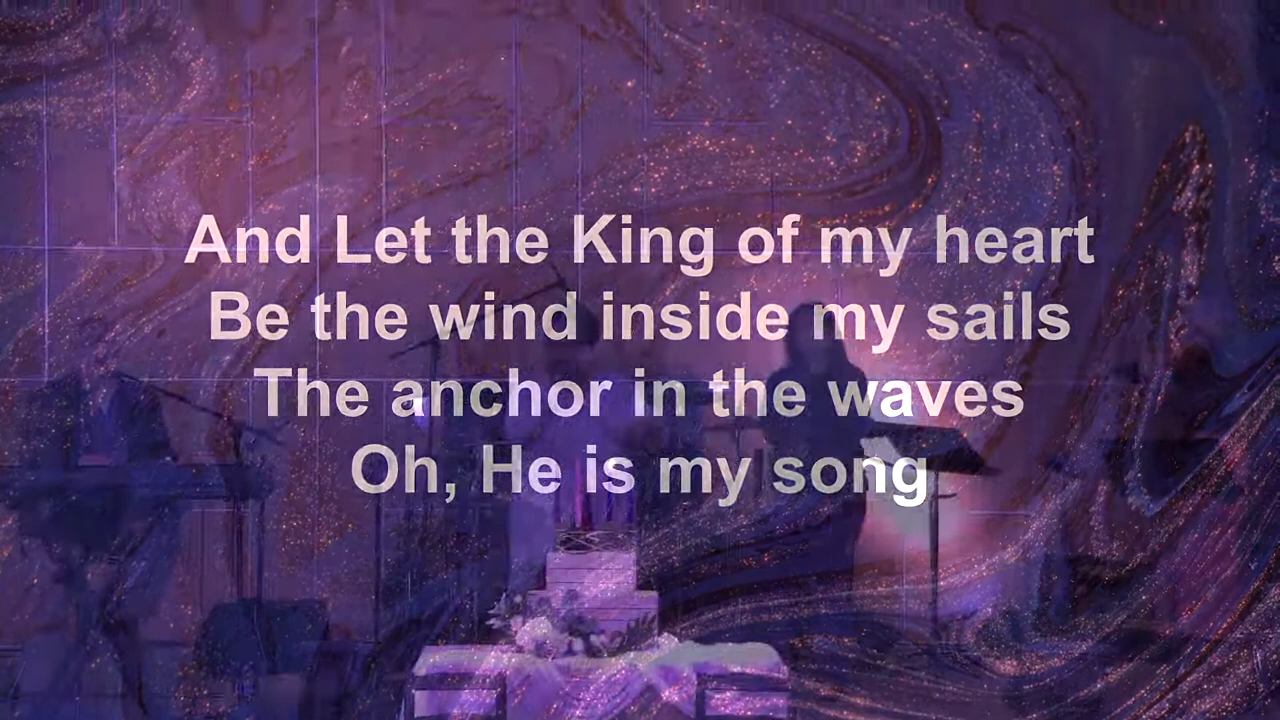 And Let the King of my heart
Be the wind inside my sails
The anchor in the waves
Oh, He is my song